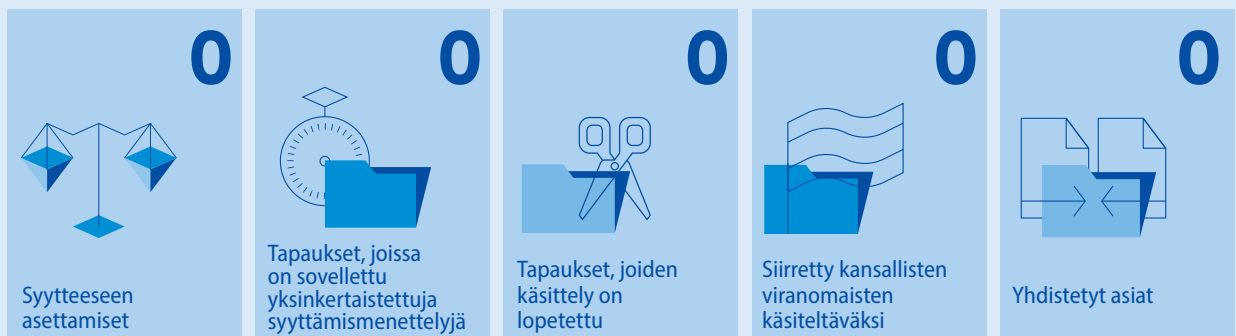 0
Syytteeseen
asettamiset
0
Tapaukset, joissa
on sovellettu
yksinkertaistettuja
syyttämismenettelyjä
0
Tapaukset, joiden
käsittely on
lopetettu
0
Siirretty kansallisten
viranomaisten
käsiteltäväksi
0
Yhdistetyt asiat